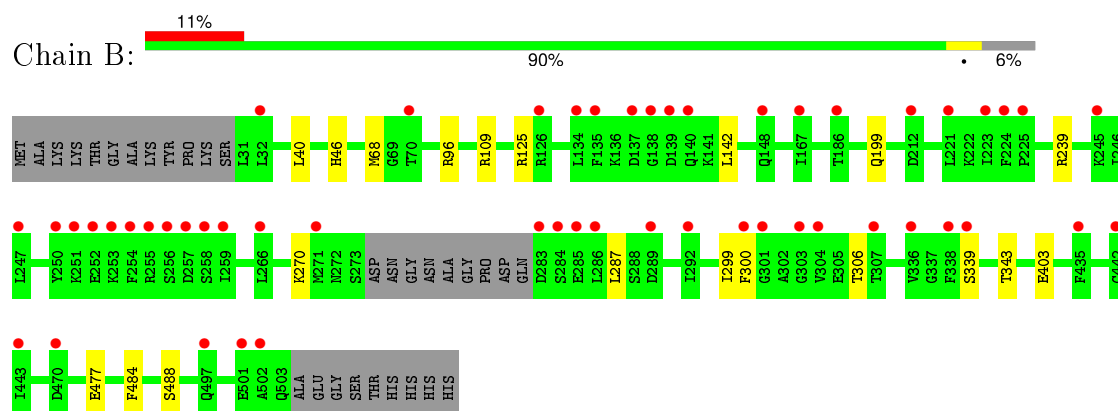 11%
Chain B:
90% • 6%
MET ALA LYS LYS THR GLY ALA LYS TYR PRO LYS SER L31 L32 L40 H46 M68 G69 T70 R96 R109 R125 R126 L134 F135 K136 D137 G138 D139 Q140 K141 L142 Q148 I167 T186 Q199 D212 L221 K222 I223 F224 P225 R239 K245 I246
L247 Y250 K251 E252 K253 F254 R255 S256 D257 S258 I259 L266 K270 M271 N272 S273 ASP ASN GLY ASN ALA GLY PRO ASP GLN D283 S284 E285 L286 L287 S288 D289 I292 I299 F300 G301 A302 G303 V304 E305 T306 T307 V336 G337 F338 S339 T343 E403 F435
I443 D470 E477 F484 S488 Q497 E501 A502 Q503 ALA GLU GLY SER THR HIS HIS HIS HIS